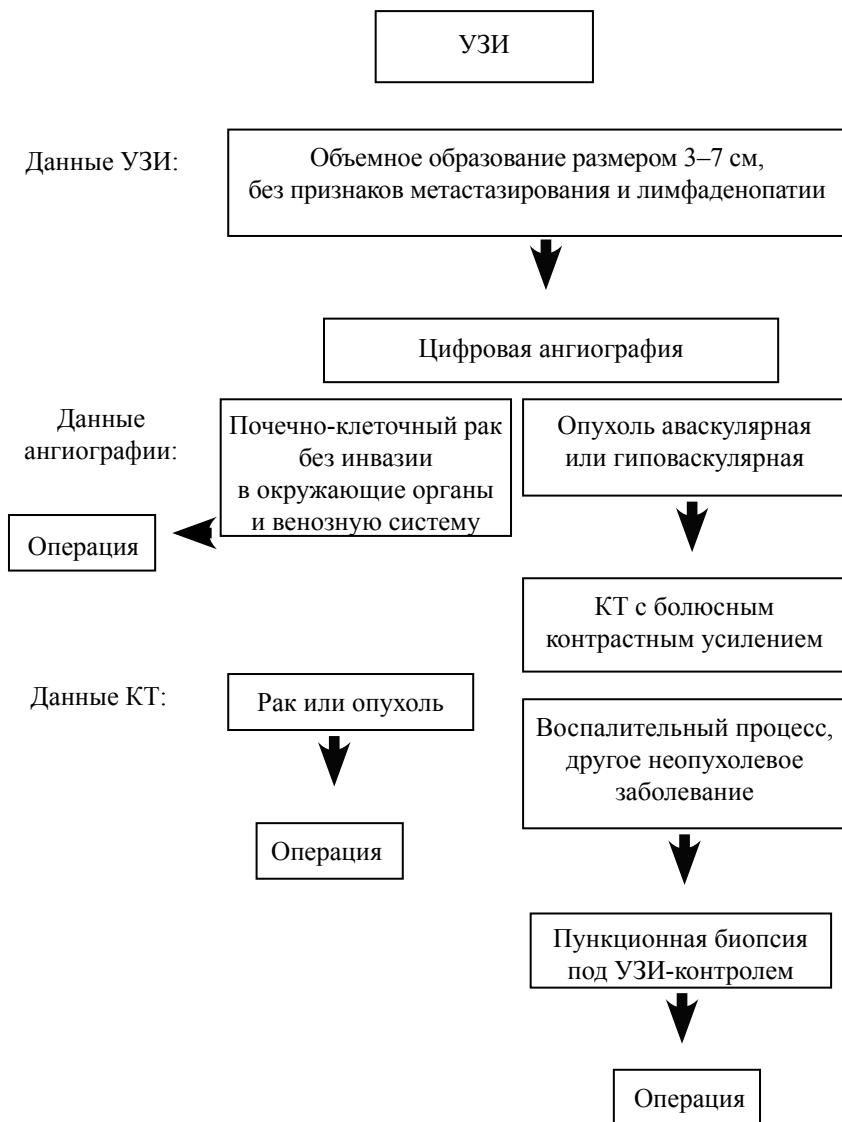 УЗИ
Данные УЗИ:
Объемное образование размером 3–7 см,
без признаков метастазирования и лимфаденопатии
Цифровая ангиография
Данные
ангиографии:
Почечно-клеточный рак
без инвазии
в окружающие органы
и венозную систему
Опухоль аваскулярная
или гиповаскулярная
Операция
КТ с болюсным
контрастным усилением
Данные КТ:
Рак или опухоль
Воспалительный процесс,
другое неопухолевое
заболевание
Операция
Пункционная биопсия
под УЗИ-контролем
Операция